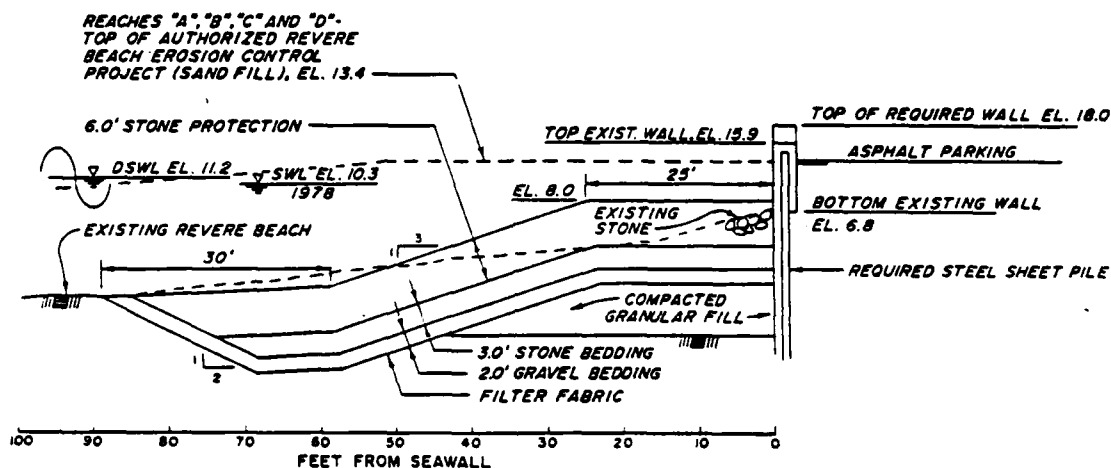 REACHES "A", "B", "C" AND "D"-
TOP OF AUTHORIZED REVERE
BEACH EROSION CONTROL
PROJECT (SAND FILL), EL. 13.4
6.0' STONE PROTECTION
TOP EXIST. WALL, EL. 15.9
TOP OF REQUIRED WALL EL. 18.0
ASPHALT PARKING
DSWL EL. 11.2
SWL EL. 10.3
1978
25'
EL. 8.0
EXISTING
STONE
BOTTOM EXISTING WALL
EL. 6.8
EXISTING REVERE BEACH
30'
1
3
REQUIRED STEEL SHEET PILE
COMPACTED
GRANULAR FILL
1
2
3.0' STONE BEDDING
2.0' GRAVEL BEDDING
FILTER FABRIC
100 90 80 70 60 50 40 30 20 10 0
FEET FROM SEAWALL